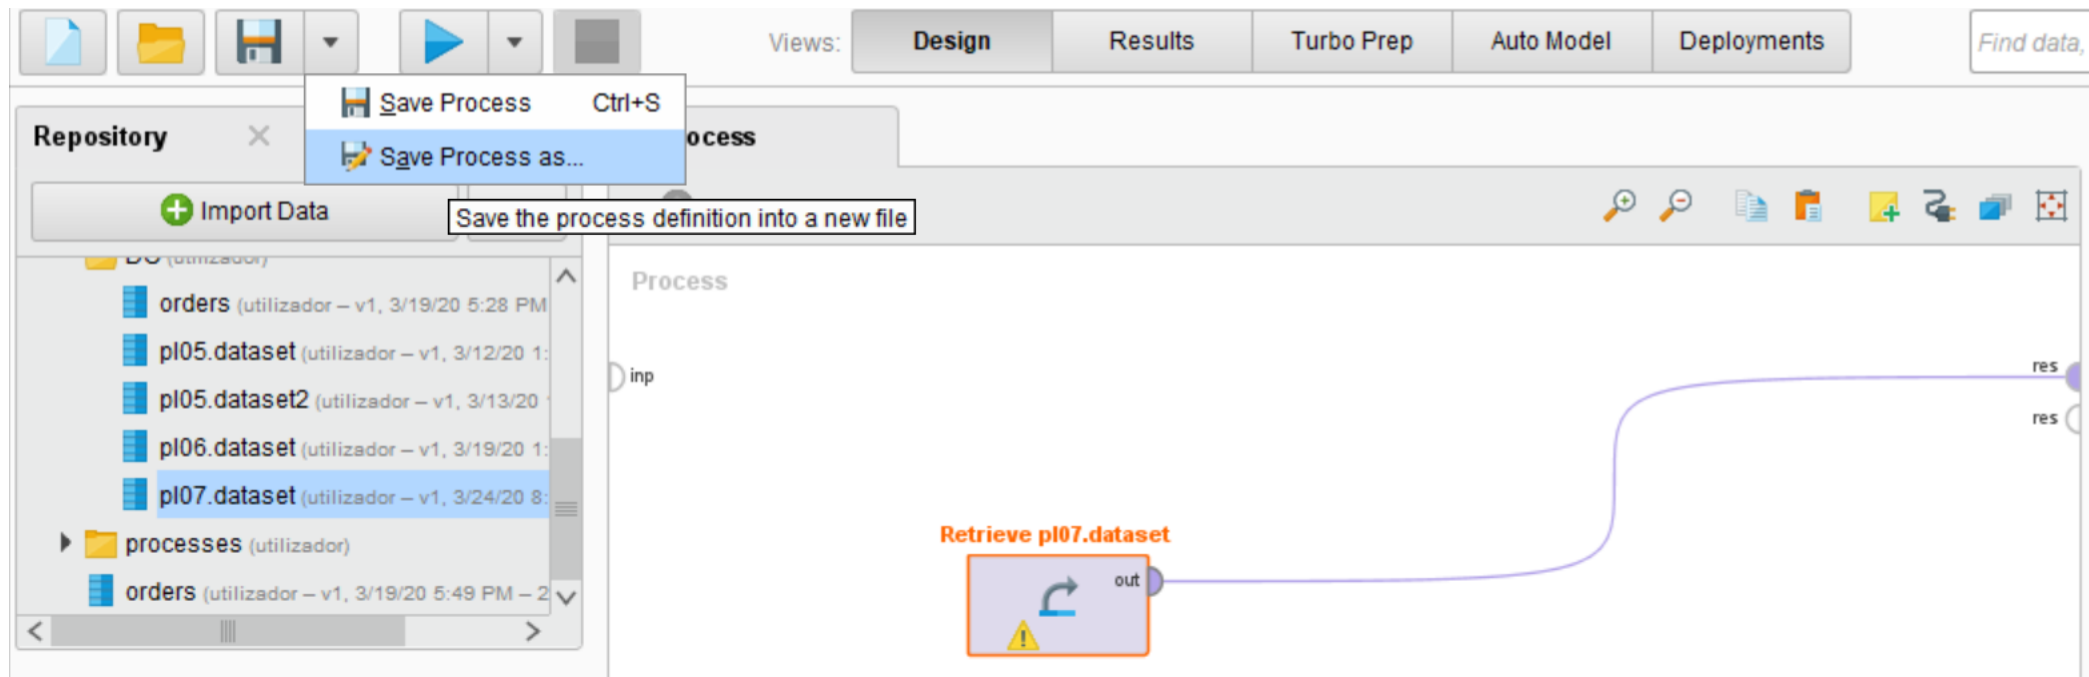 Views: Design Results Turbo Prep Auto Model Deployments Find data,
Save Process Ctrl+S
Save Process as...
Repository
ocess
Import Data
Save the process definition into a new file
(utilizador)
orders (utilizador – v1, 3/19/20 5:28 PM
pl05.dataset (utilizador – v1, 3/12/20 1:
pl05.dataset2 (utilizador – v1, 3/13/20
pl06.dataset (utilizador – v1, 3/19/20 1:
pl07.dataset (utilizador – v1, 3/24/20 8:
processes (utilizador)
orders (utilizador – v1, 3/19/20 5:49 PM – 2
Process
inp
res
res
Retrieve pl07.dataset
out